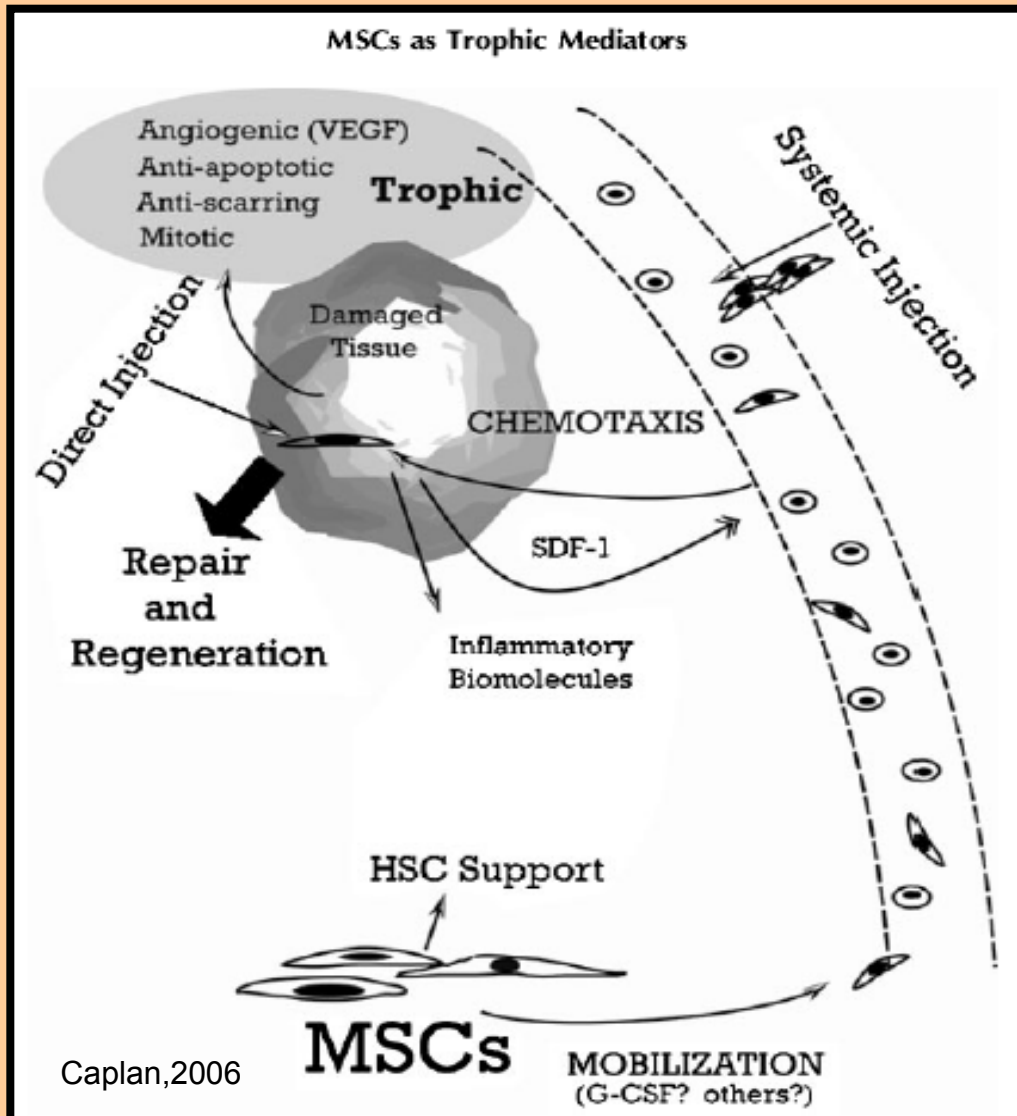 MSCs as Trophic Mediators
Angiogenic (VEGF)
Anti-apoptotic
Anti-scarring
Mitotic
Trophic
Systemic Injection
Direct Injection
Damaged
Tissue
CHEMOTAXIS
SDF-1
Repair
and
Regeneration
Inflammatory
Biomolecules
HSC Support
MSCs
MOBILIZATION
(G-CSF? others?)
Caplan,2006